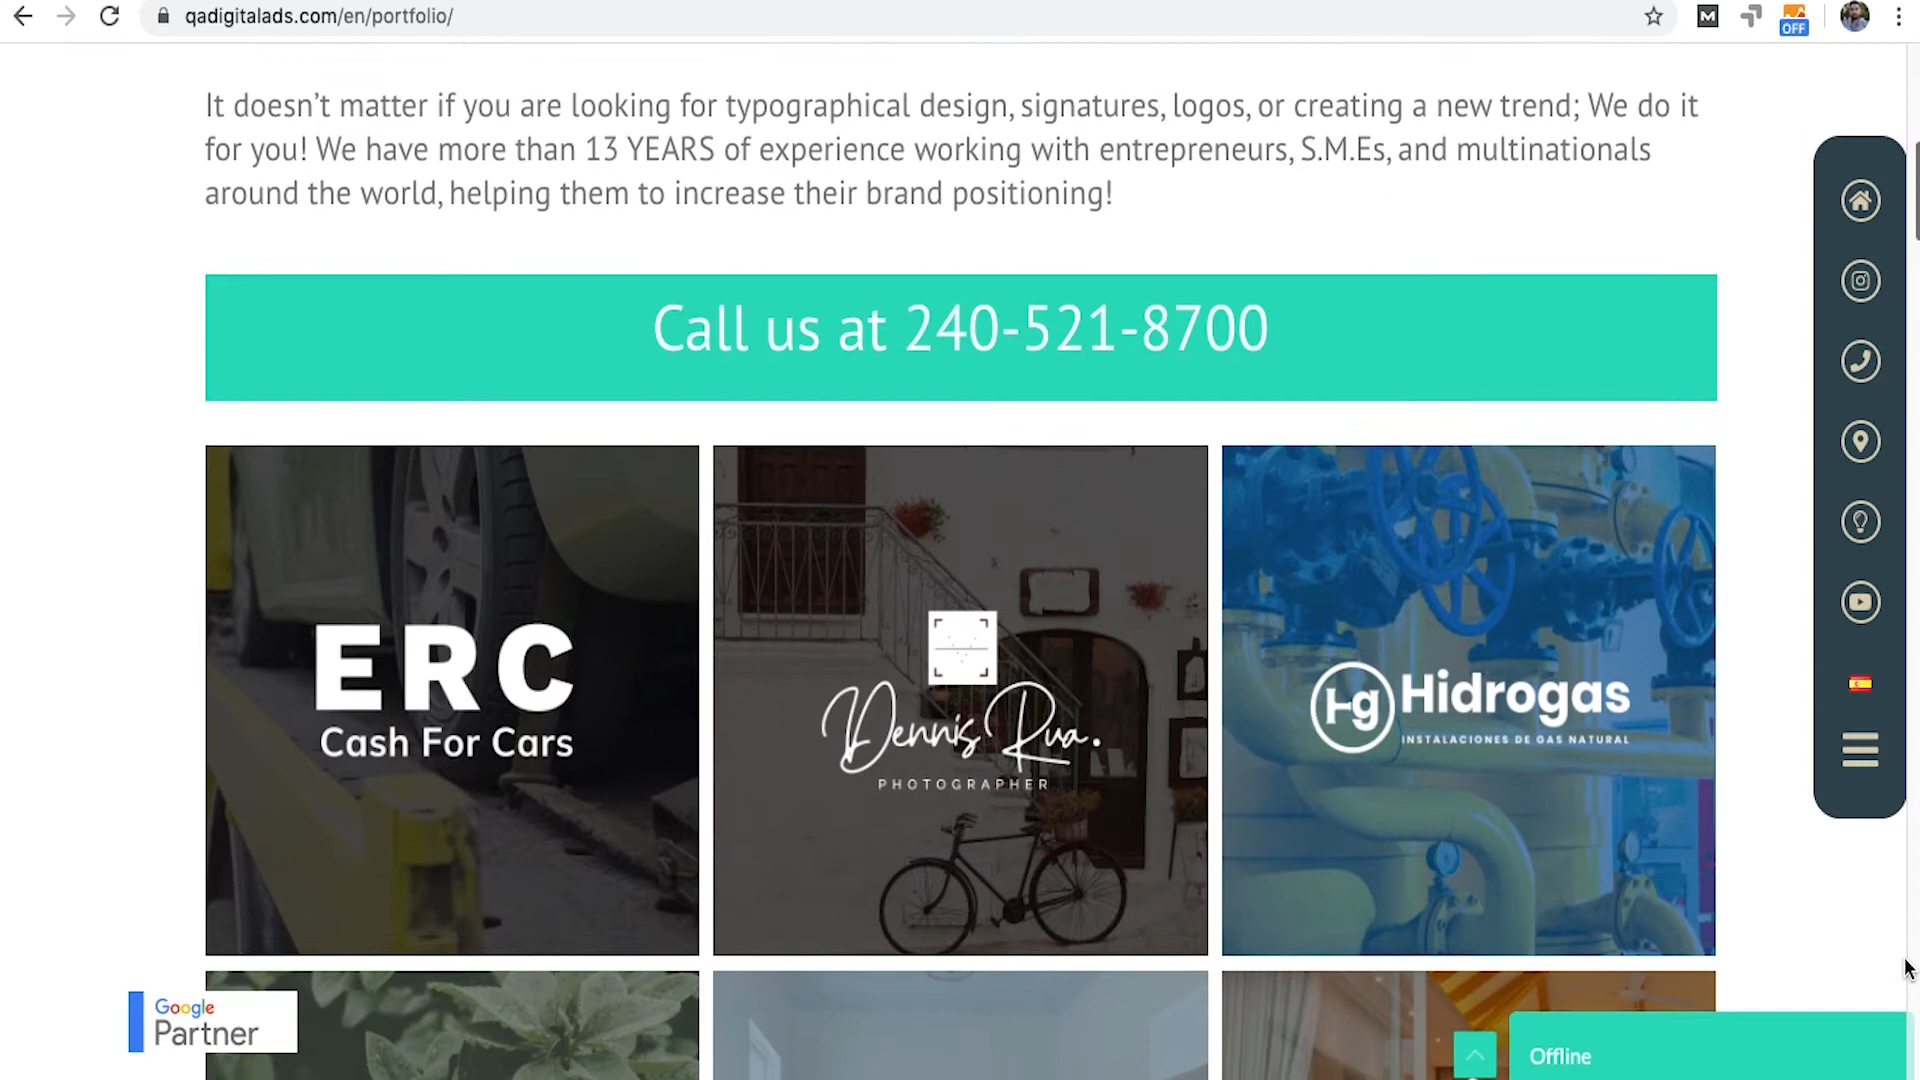 qadigitalads.com/en/portfolio/
OFF
It doesn't matter if you are looking for typographical design, signatures, logos, or creating a new trend; We do it
for you! We have more than 13 YEARS of experience working with entrepreneurs, S.M.Es, and multinationals
around the world, helping them to increase their brand positioning!
Call us at 240-521-8700
ERC
Cash For Cars
Dennis Rua.
PHOTOGRAPHER
Hg
Hidrogas
INSTALACIONES DE GAS NATURAL
Google
Partner
Offline